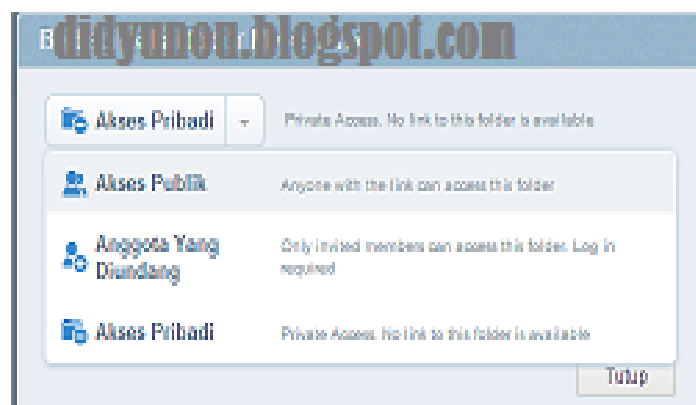 didyunou.blogspot.com
Akses Pribadi
Private Access. No link to this folder is available
Akses Publik
Anyone with the link can access this folder
Anggota Yang
Diundang
Only invited members can access this folder. Log in
required
Akses Pribadi
Private Access. No link to this folder is available
Tutup